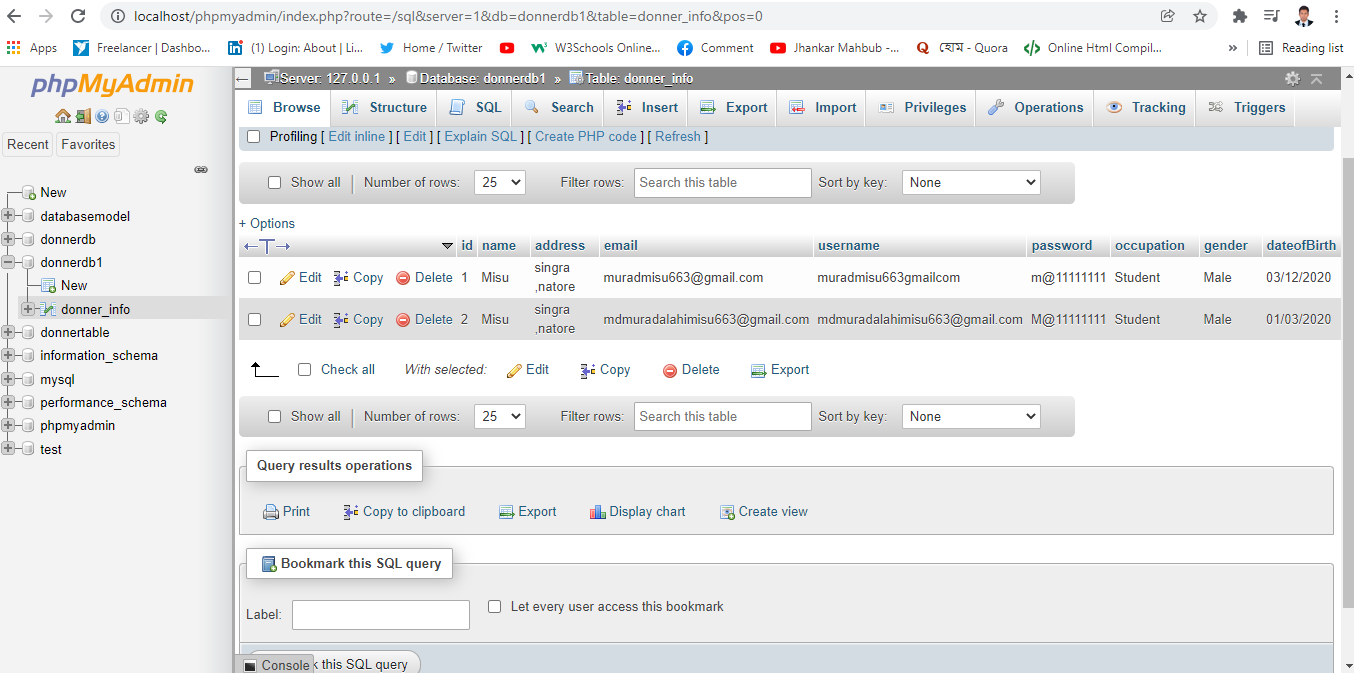 localhost/phpmyadmin/index.php?route=/sql&server=1&db=donnerdb1&table=donner_info&pos=0
Apps Freelancer | Dashbo... (1) Login: About | Li... Home / Twitter W3Schools Online... Comment Jhankar Mahbub -... হোম - Quora Online Html Compil... » Reading list
phpMyAdmin
Recent Favorites
New
databasemodel
donnerdb
donnerdb1
New
donner_info
donnertable
information_schema
mysql
performance_schema
phpmyadmin
test
Server: 127.0.0.1 » Database: donnerdb1 » Table: donner_info
Browse Structure SQL Search Insert Export Import Privileges Operations Tracking Triggers
Profiling [ Edit inline ] [ Edit ] [ Explain SQL ] [ Create PHP code ] [ Refresh ]
Show all Number of rows: 25 Filter rows: Search this table Sort by key: None
+ Options
id name address email username password occupation gender dateofBirth
Edit Copy Delete 1 Misu singra ,natore muradmisu663@gmail.com muradmisu663gmailcom m@11111111 Student Male 03/12/2020
Edit Copy Delete 2 Misu singra ,natore mdmuradalahimisu663@gmail.com mdmuradalahimisu663@gmail.com M@11111111 Student Male 01/03/2020
Check all With selected: Edit Copy Delete Export
Show all Number of rows: 25 Filter rows: Search this table Sort by key: None
Query results operations
Print Copy to clipboard Export Display chart Create view
Bookmark this SQL query
Label: Let every user access this bookmark
Console k this SQL query